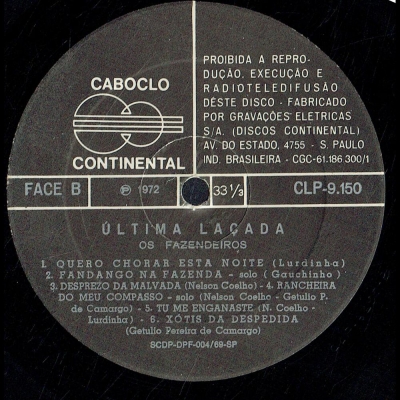 CABOCLO
CONTINENTAL
PROIBIDA A REPRO-
DUÇÃO, EXECUÇÃO E
RADIOTELEDIFUSÃO
DÊSTE DISCO - FABRICADO
POR GRAVAÇÕES ELETRICAS
S/A. (DISCOS CONTINENTAL)
AV. DO ESTADO, 4755 - S. PAULO
IND. BRASILEIRA - CGC-61.186.300/1
FACE B
Ⓟ 1972
33 1/3
CLP-9.150
ÚLTIMA LAÇADA
OS FAZENDEIROS
1. QUERO CHORAR ESTA NOITE (Lurdinha)
2. FANDANGO NA FAZENDA - solo (Gauchinho)
3. DESPREZO DA MALVADA (Nelson Coelho) - 4. RANCHEIRA
DO MEU COMPASSO - solo (Nelson Coelho - Getulio P.
de Camargo) - 5. TU ME ENGANASTE (N. Coelho -
Lurdinha) - 6. XÓTIS DA DESPEDIDA
(Getulio Pereira de Camargo)
SCDP-DPF-004/69-SP